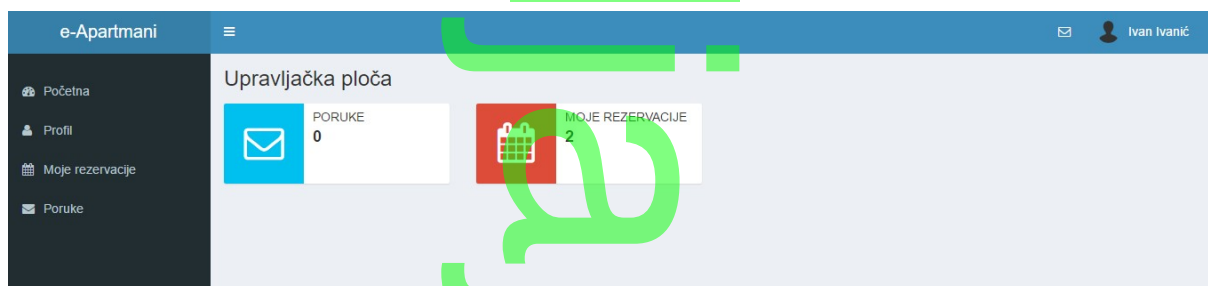 e-Apartmani
Ivan Ivanić
Početna
Profil
Moje rezervacije
Poruke
Upravljačka ploča
PORUKE
0
MOJE REZERVACIJE
2